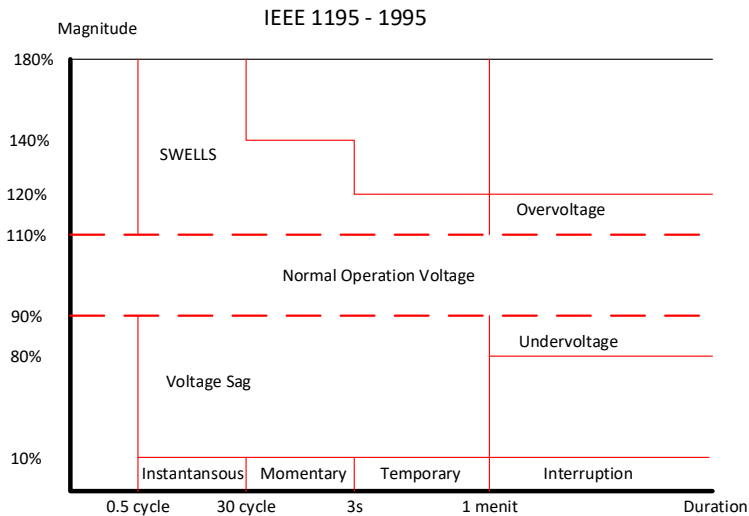 IEEE 1195 - 1995
Magnitude
180%
140%
SWELLS
120%
Overvoltage
110%
Normal Operation Voltage
90%
Undervoltage
80%
Voltage Sag
10%
Instantansous Momentary Temporary Interruption
0.5 cycle 30 cycle 3s 1 menit Duration